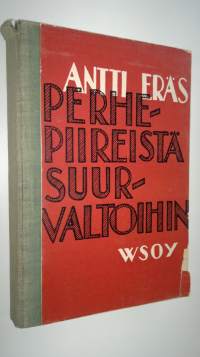 ANTTI ERÄS
PERHE-
PIIREISTÄ
SUUR-
VALTOIHIN
WSOY